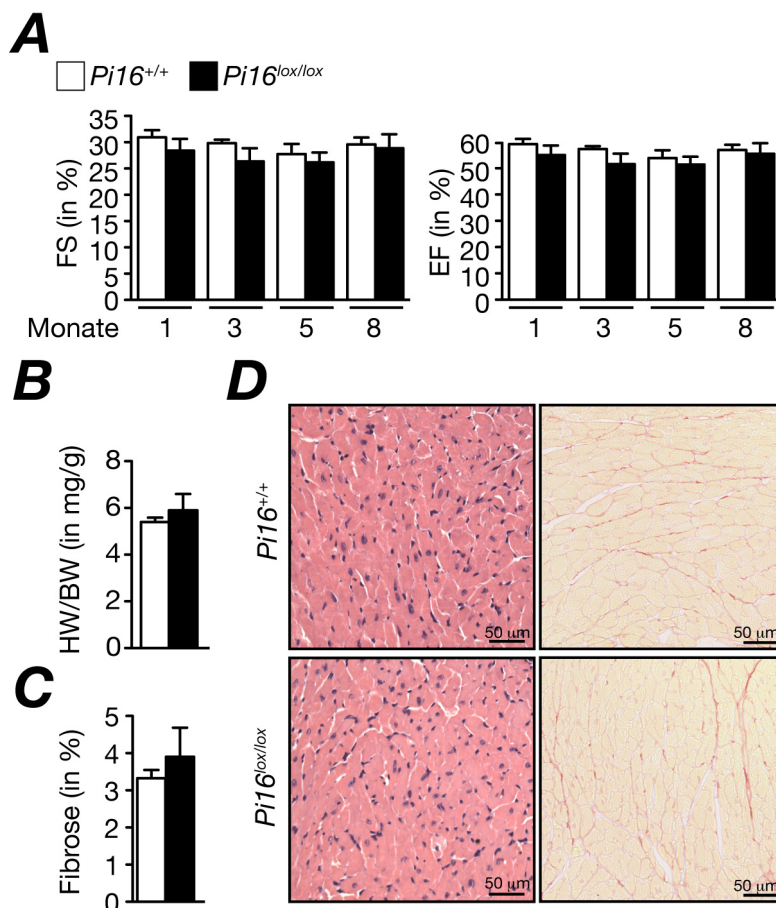 A
Pi16+/+ Pi16lox/lox
FS (in %)
35
30
25
20
15
10
5
0
Monate 1 3 5 8
EF (in %)
60
50
40
30
20
10
0
1 3 5 8
B
HW/BW (in mg/g)
8
6
4
2
0
C
Fibrose (in %)
5
4
3
2
1
0
D
Pi16+/+
50 µm
50 µm
Pi16lox/lox
50 µm
50 µm